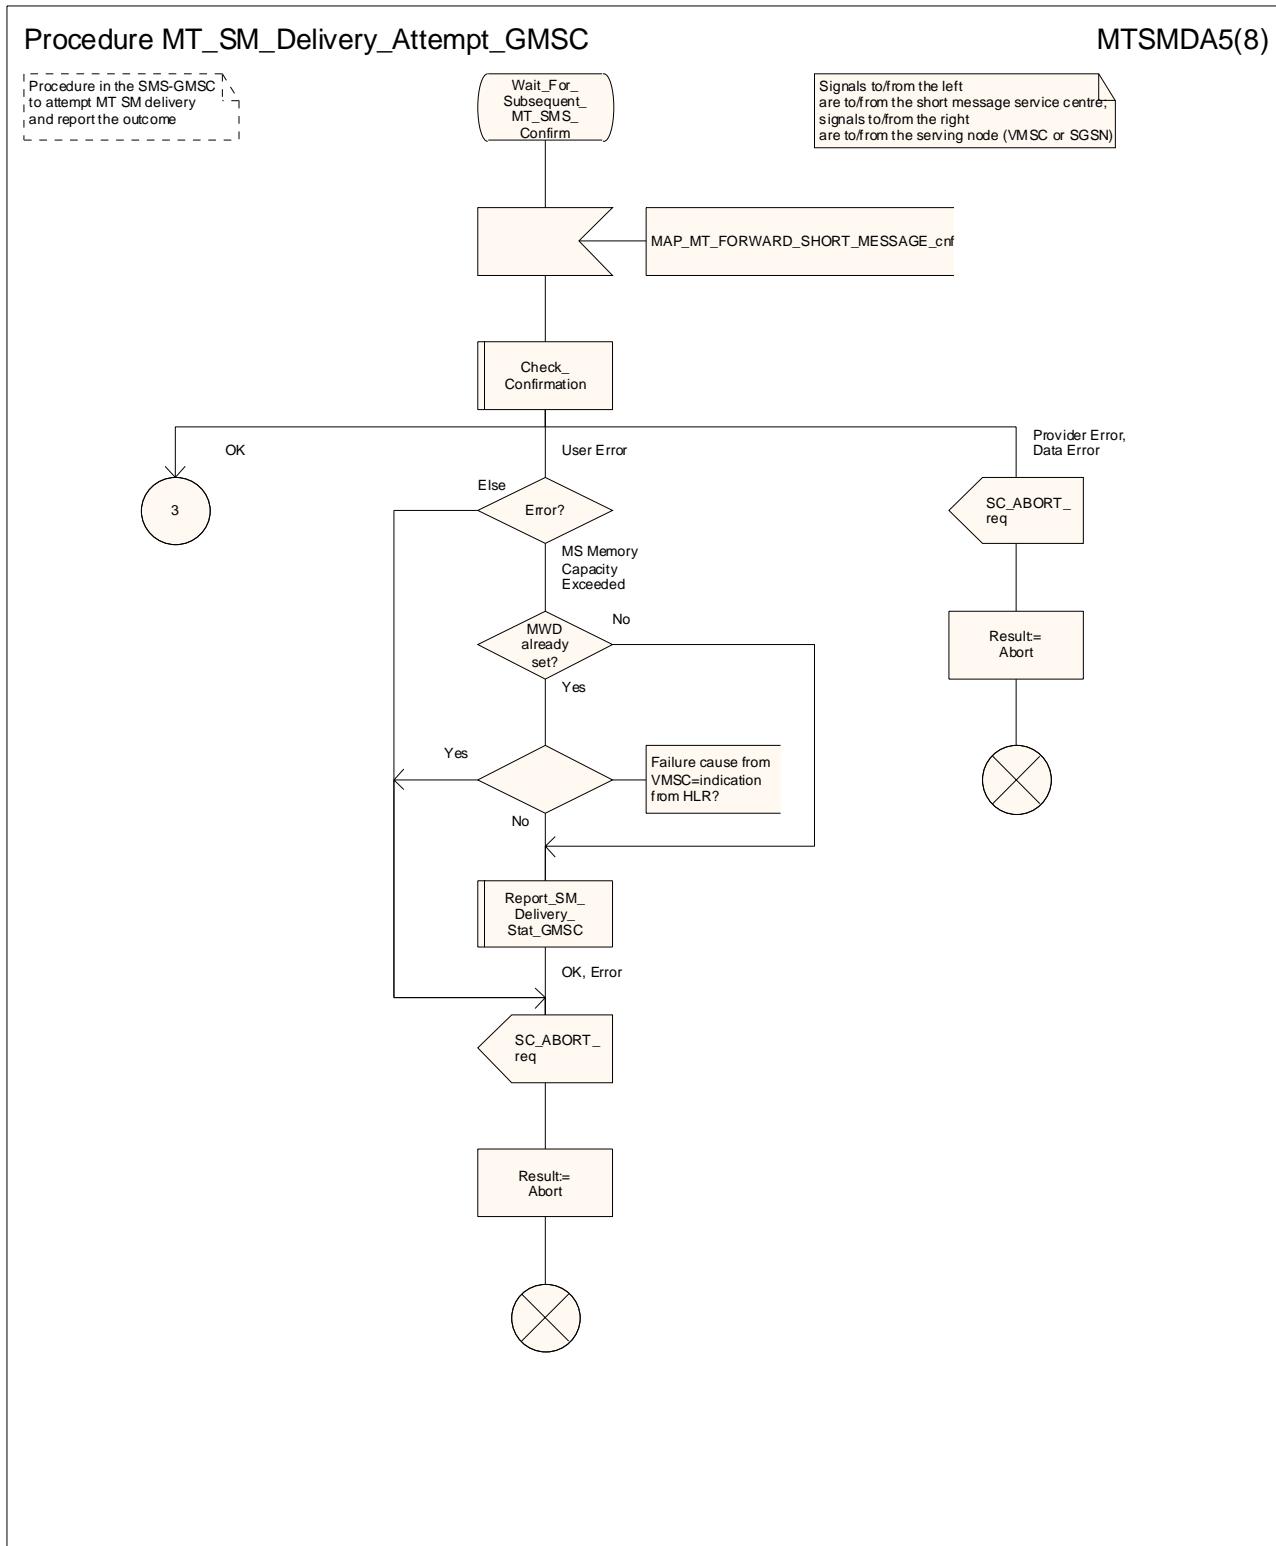 Procedure MT_SM_Delivery_Attempt_GMSC
MTSMDA5(8)
Procedure in the SMS-GMSC
to attempt MT SM delivery
and report the outcome
Wait_For_
Subsequent_
MT_SMS_
Confirm
Signals to/from the left
are to/from the short message service centre;
signals to/from the right
are to/from the serving node (VMSC or SGSN)
MAP_MT_FORWARD_SHORT_MESSAGE_cnf
Check_
Confirmation
OK
User Error
Provider Error,
Data Error
3
Else
Error?
SC_ABORT_
req
MS Memory
Capacity
Exceeded
No
MWD
already
set?
Result:=
Abort
Yes
Yes
Failure cause from
VMSC=indication
from HLR?
No
Report_SM_
Delivery_
Stat_GMSC
OK, Error
SC_ABORT_
req
Result:=
Abort